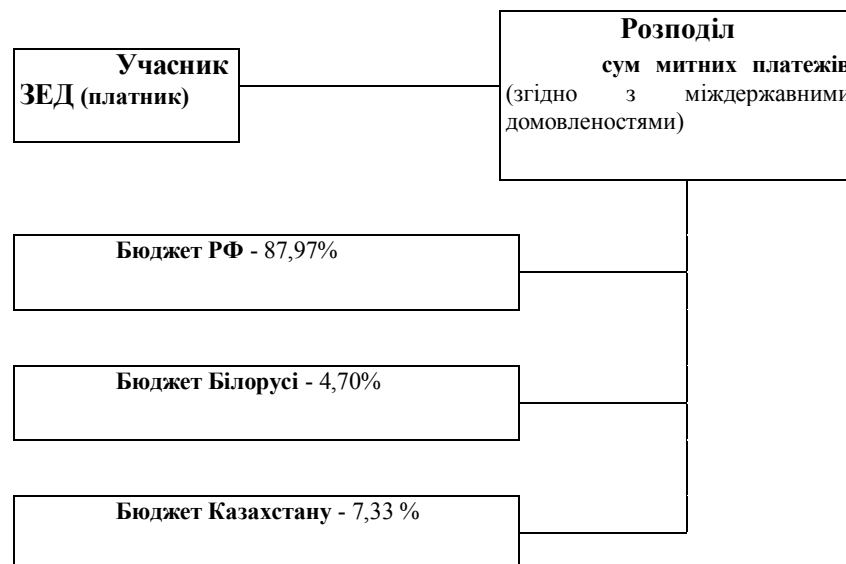 Учасник
ЗЕД (платник)
Розподіл
сум митних платежів
(згідно з міждержавними
домовленостями)
Бюджет РФ - 87,97%
Бюджет Білорусі - 4,70%
Бюджет Казахстану - 7,33 %